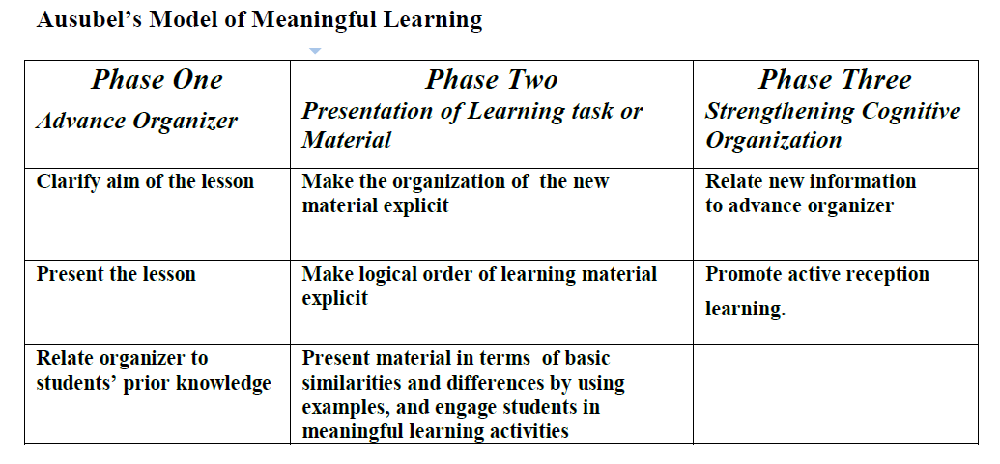 Ausubel's Model of Meaningful Learning
Phase One
Advance Organizer
Phase Two
Presentation of Learning task or
Material
Phase Three
Strengthening Cognitive
Organization
Clarify aim of the lesson
Make the organization of the new
material explicit
Relate new information
to advance organizer
Present the lesson
Make logical order of learning material
explicit
Promote active reception
learning.
Relate organizer to
students' prior knowledge
Present material in terms of basic
similarities and differences by using
examples, and engage students in
meaningful learning activities